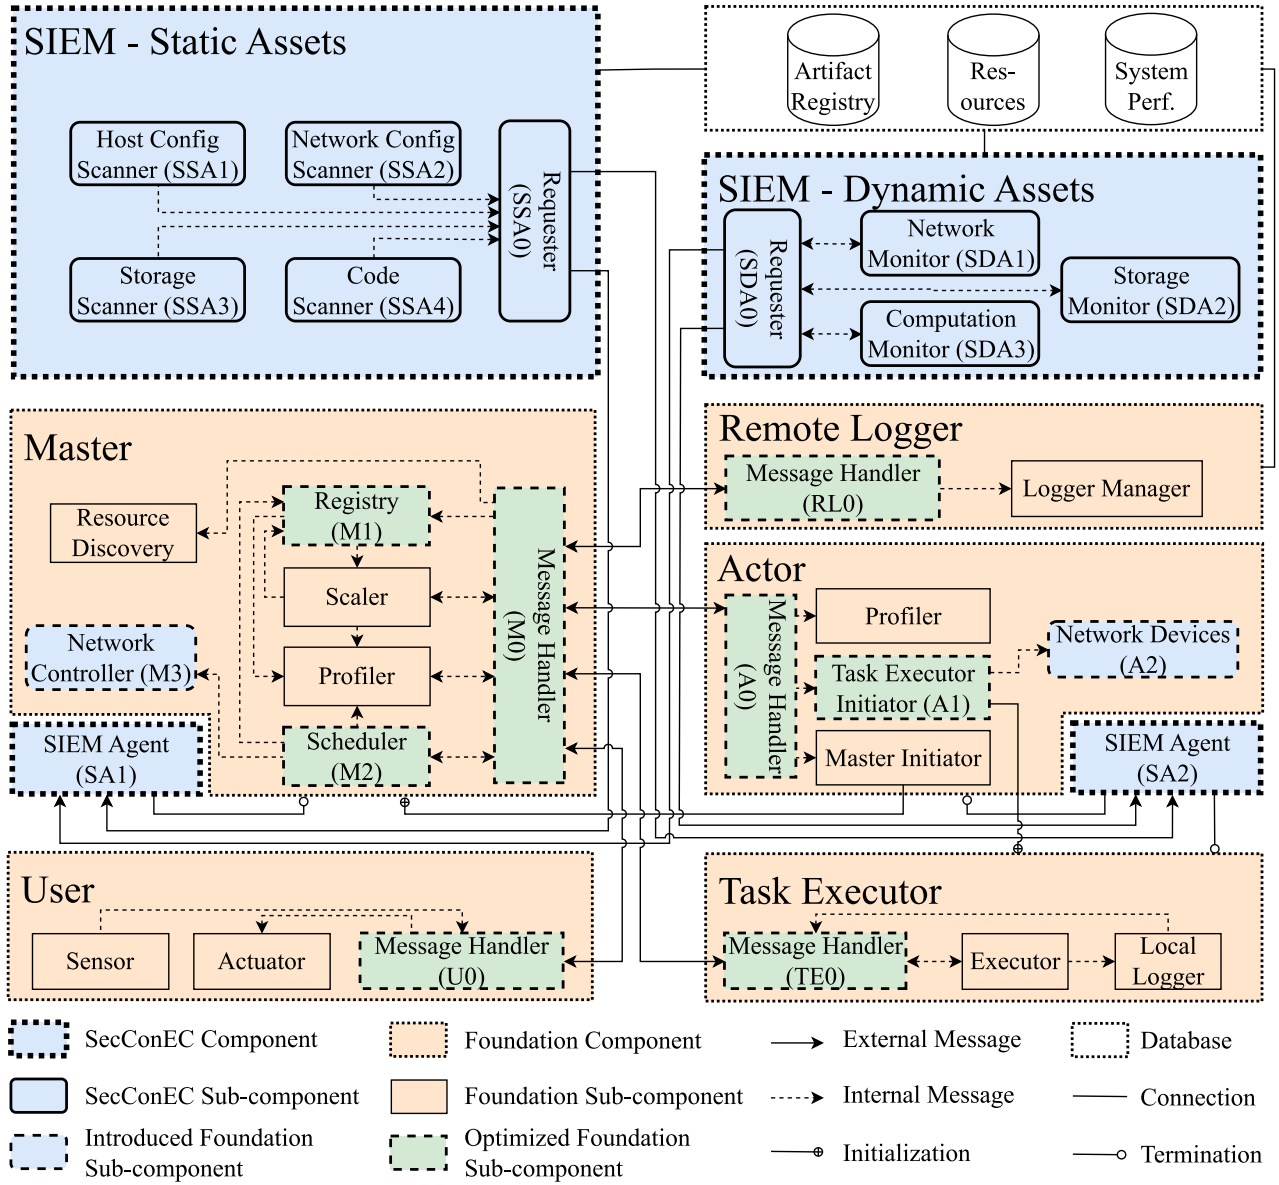 SIEM - Static Assets
Host Config
Scanner (SSA1)
Network Config
Scanner (SSA2)
Storage
Scanner (SSA3)
Code
Scanner (SSA4)
Requester
(SSA0)
Artifact
Registry
Res-
ources
System
Perf.
SIEM - Dynamic Assets
Requester
(SDA0)
Network
Monitor (SDA1)
Storage
Monitor (SDA2)
Computation
Monitor (SDA3)
Master
Resource
Discovery
Registry
(M1)
Scaler
Profiler
Scheduler
(M2)
Message Handler
(M0)
Network
Controller (M3)
SIEM Agent
(SA1)
Remote Logger
Message Handler
(RL0)
Logger Manager
Actor
Message Handler
(A0)
Profiler
Task Executor
Initiator (A1)
Master Initiator
Network Devices
(A2)
SIEM Agent
(SA2)
User
Sensor
Actuator
Message Handler
(U0)
Task Executor
Message Handler
(TE0)
Executor
Local
Logger
SecConEC Component
Foundation Component
External Message
Database
SecConEC Sub-component
Foundation Sub-component
Internal Message
Connection
Introduced Foundation
Sub-component
Optimized Foundation
Sub-component
Initialization
Termination